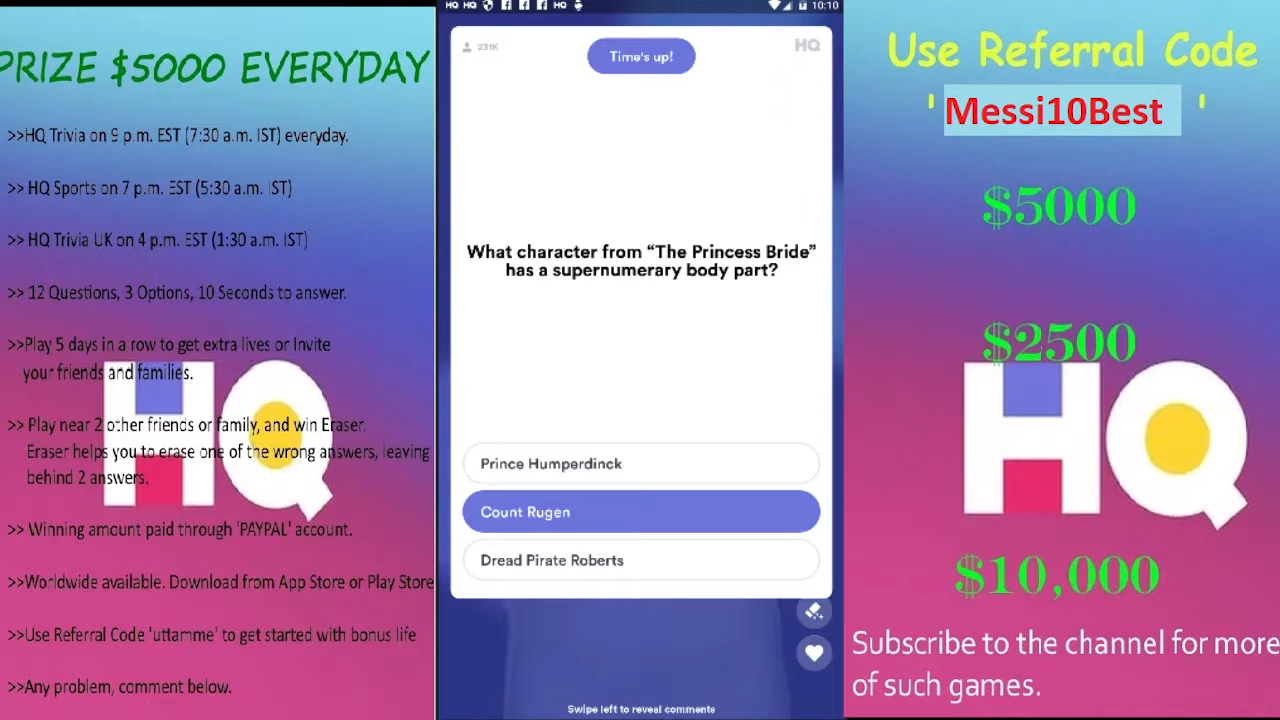 PRIZE $5000 EVERYDAY
>>HQ Trivia on 9 p.m. EST (7:30 a.m. IST) everyday.
>> HQ Sports on 7 p.m. EST (5:30 a.m. IST)
>> HQ Trivia UK on 4 p.m. EST (1:30 a.m. IST)
>> 12 Questions, 3 Options, 10 Seconds to answer.
>>Play 5 days in a row to get extra lives or Invite
your friends and families.
>> Play near 2 other friends or family, and win Eraser.
Eraser helps you to erase one of the wrong answers, leaving
behind 2 answers.
>> Winning amount paid through 'PAYPAL' account.
>>Worldwide available. Download from App Store or Play Store
>>Use Referral Code 'uttamme' to get started with bonus life
>>Any problem, comment below.
HQ
HQ HQ HQ 10:10
231K
Time's up!
HQ
What character from “The Princess Bride”
has a supernumerary body part?
Prince Humperdinck
Count Rugen
Dread Pirate Roberts
Swipe left to reveal comments
Use Referral Code
' Messi10Best '
$5000
$2500
HQ
$10,000
Subscribe to the channel for more
of such games.